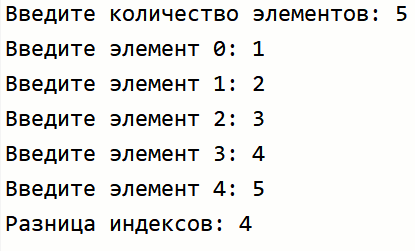 Введите количество элементов: 5
Введите элемент 0: 1
Введите элемент 1: 2
Введите элемент 2: 3
Введите элемент 3: 4
Введите элемент 4: 5
Разница индексов: 4